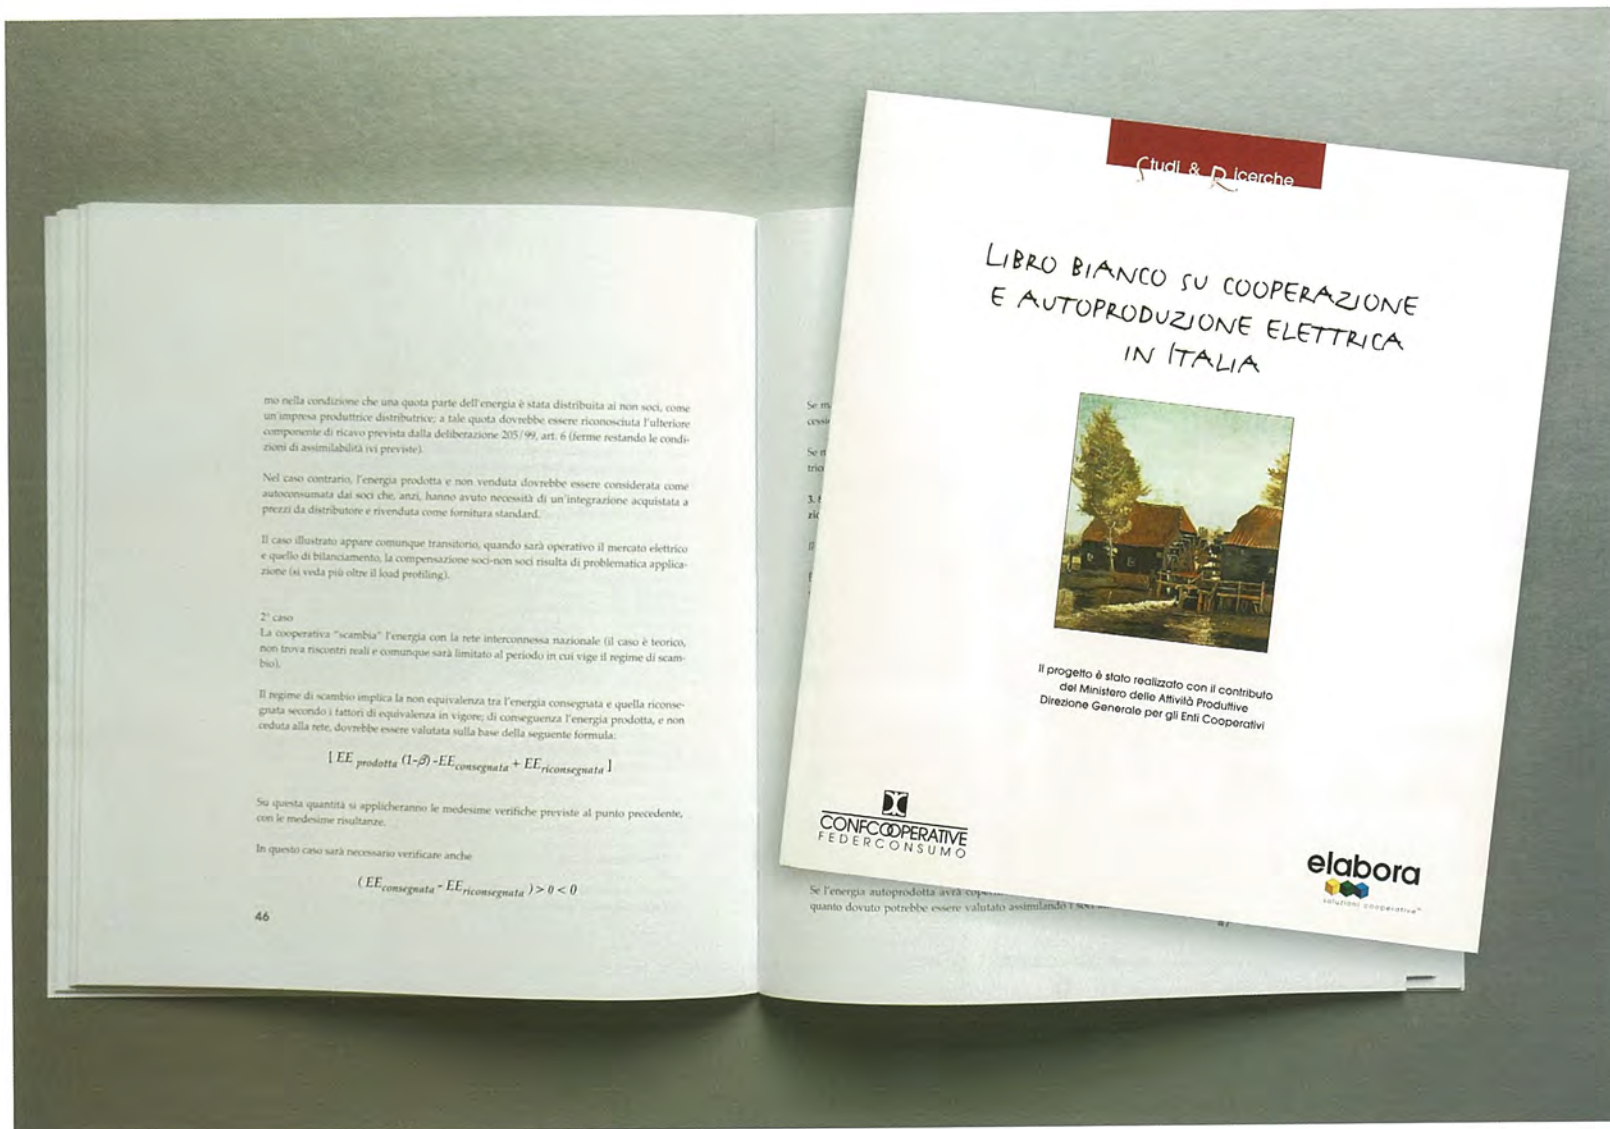 mo nella condizione che una quota parte dell'energia è stata distribuita ai non soci, come
un'impresa produttrice distributrice; a tale quota dovrebbe essere riconosciuta l'ulteriore
componente di ricavo prevista dalla deliberazione 205/99, art. 6 (ferme restando le condi-
zioni di assimilabilità ivi previste).
Nel caso contrario, l'energia prodotta e non venduta dovrebbe essere considerata come
autoconsumata dai soci che, anzi, hanno avuto necessità di un'integrazione acquistata a
prezzi da distributore e rivenduta come fornitura standard.
Il caso illustrato appare comunque transitorio, quando sarà operativo il mercato elettrico
e quello di bilanciamento, la compensazione soci-non soci risulta di problematica applica-
zione (si veda più oltre il load profiling).
2° caso
La cooperativa "scambia" l'energia con la rete interconnessa nazionale (il caso è teorico,
non trova riscontri reali e comunque sarà limitato al periodo in cui vige il regime di scam-
bio).
Il regime di scambio implica la non equivalenza tra l'energia consegnata e quella riconse-
gnata secondo i fattori di equivalenza in vigore; di conseguenza l'energia prodotta, e non
ceduta alla rete, dovrebbe essere valutata sulla base della seguente formula:
[ EE prodotta (1-β) -EE consegnata + EE riconsegnata ]
Su questa quantità si applicheranno le medesime verifiche previste al punto precedente,
con le medesime risultanze.
In questo caso sarà necessario verificare anche
( EE consegnata - EE riconsegnata ) > 0 < 0
46
Se
Se
3.
Se l'energia autoprodotta avrà
quanto dovuto potrebbe essere valutato assimilando i
Studi & Ricerche
LIBRO BIANCO SU COOPERAZIONE
E AUTOPRODUZIONE ELETTRICA
IN ITALIA
Il progetto è stato realizzato con il contributo
del Ministero delle Attività Produttive
Direzione Generale per gli Enti Cooperativi
CONFCOOPERATIVE
FEDERCONSUMO
elabora
soluzioni cooperative